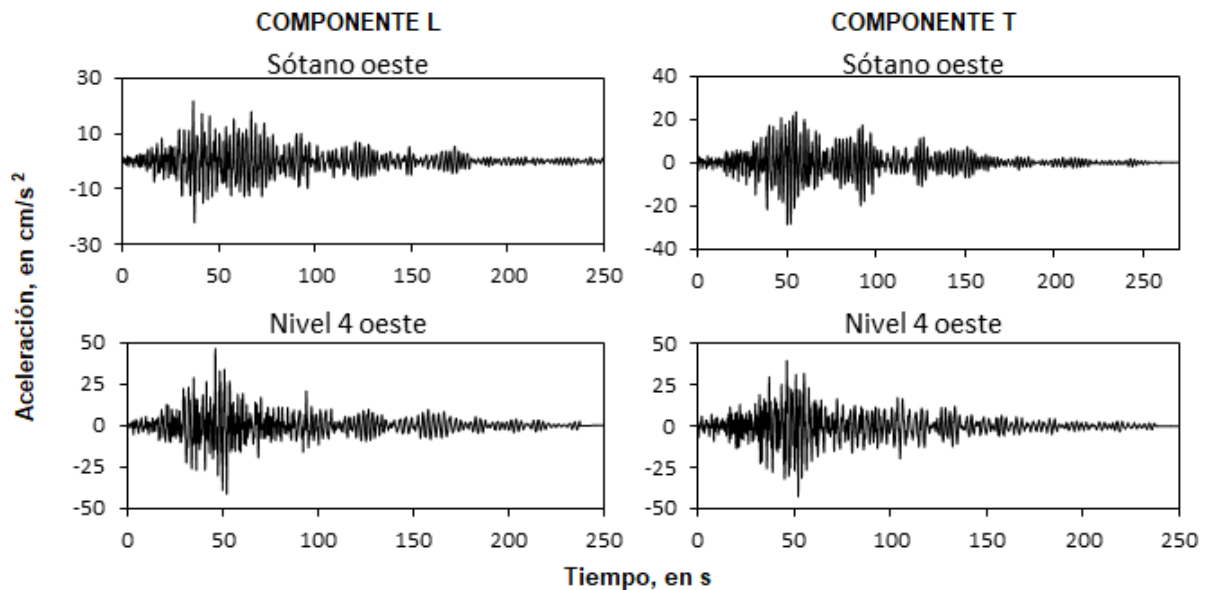 COMPONENTE L
COMPONENTE T
Sótano oeste
Sótano oeste
30
10
-10
-30
0 50 100 150 200 250
40
20
0
-20
-40
0 50 100 150 200 250
Nivel 4 oeste
Nivel 4 oeste
50
25
0
-25
-50
0 50 100 150 200 250
50
25
0
-25
-50
0 50 100 150 200 250
Aceleración, en cm/s²
Tiempo, en s